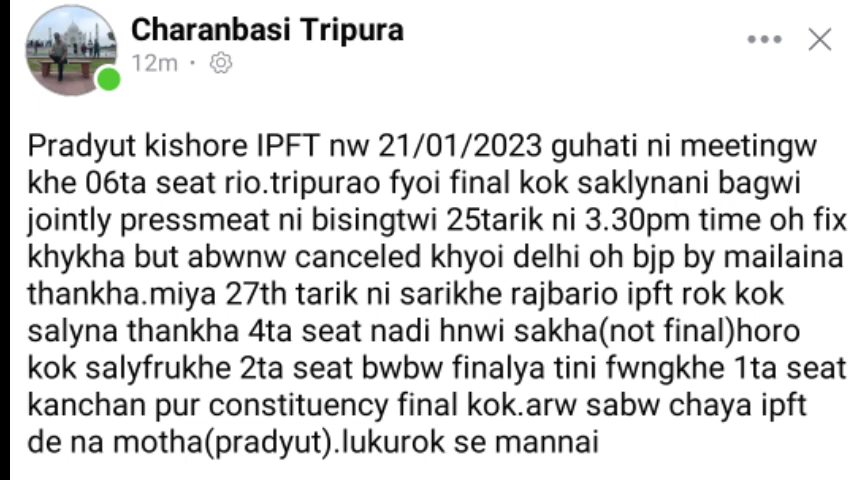 Charanbasi Tripura
12m ·
Pradyut kishore IPFT nw 21/01/2023 guhati ni meetingw
khe 06ta seat rio.tripurao fyoi final kok saklynani bagwi
jointly pressmeat ni bisingtwi 25tarik ni 3.30pm time oh fix
khykha but abwnw canceled khyoi delhi oh bjp by mailaina
thankha.miya 27th tarik ni sarikhe rajbario ipft rok kok
salyna thankha 4ta seat nadi hnwi sakha(not final)horo
kok salyfrukhe 2ta seat bwbw finalya tini fwngkhe 1ta seat
kanchan pur constituency final kok.arw sabw chaya ipft
de na motha(pradyut).lukurok se mannai